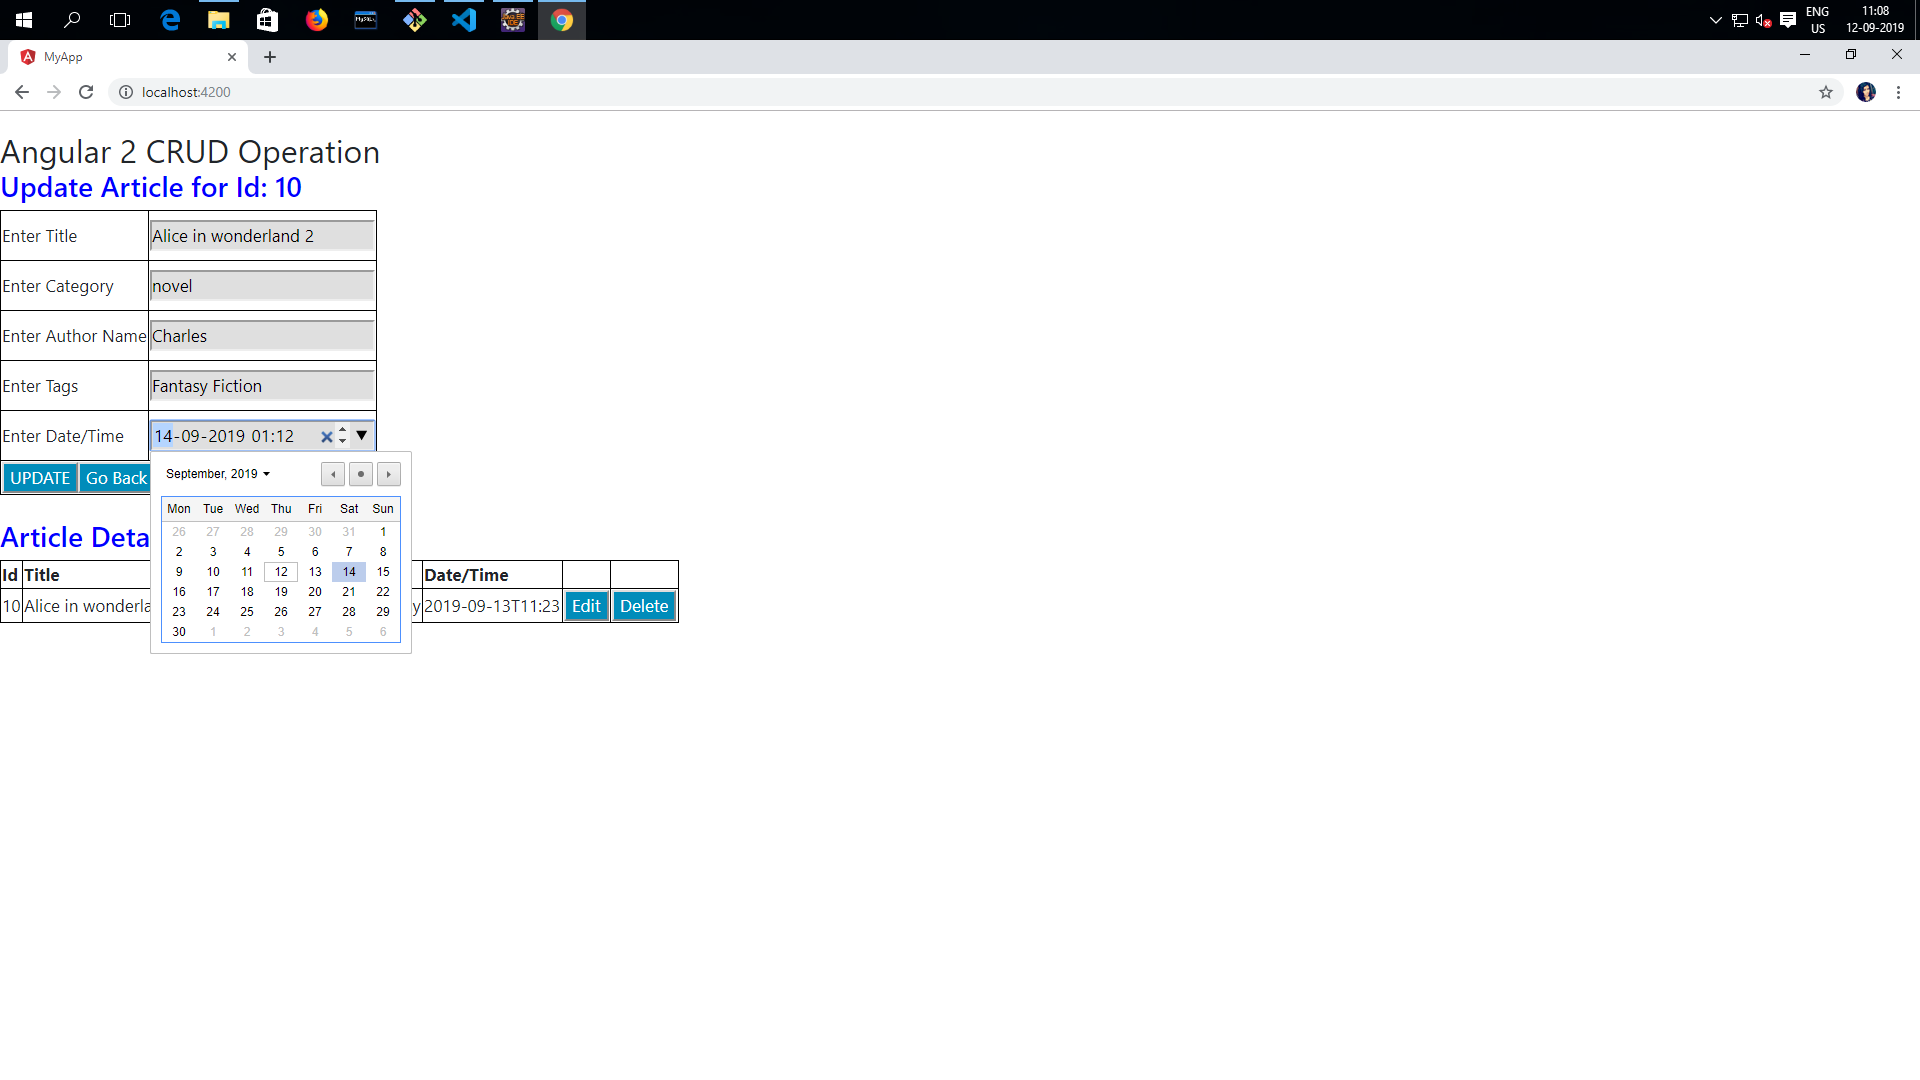 ENG 11:08
US 12-09-2019
MyApp
localhost:4200
Angular 2 CRUD Operation
Update Article for Id: 10
Enter Title Alice in wonderland 2
Enter Category novel
Enter Author Name Charles
Enter Tags Fantasy Fiction
Enter Date/Time 14-09-2019 01:12
UPDATE Go Back
September, 2019
Mon Tue Wed Thu Fri Sat Sun
26 27 28 29 30 31 1
2 3 4 5 6 7 8
9 10 11 12 13 14 15
16 17 18 19 20 21 22
23 24 25 26 27 28 29
30 1 2 3 4 5 6
Article Deta
Id Title Date/Time
10 Alice in wonderla y 2019-09-13T11:23 Edit Delete